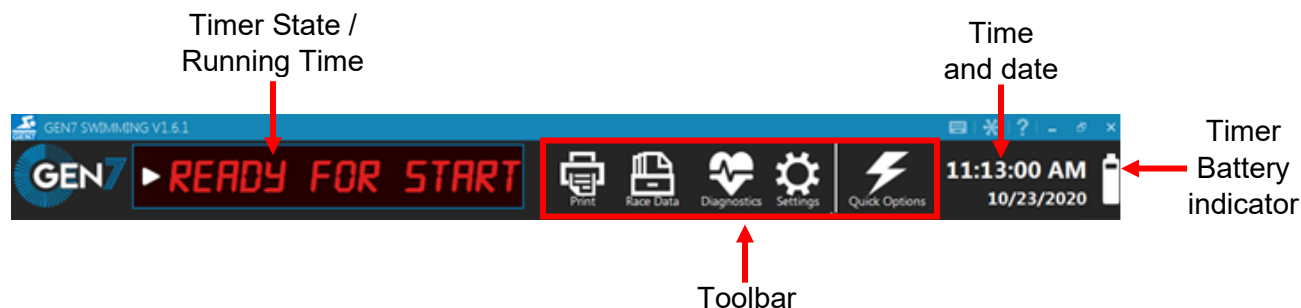 Timer State /
Running Time
Time
and date
GEN7
GEN7 SWIMMING V1.6.1
?
Timer
Battery
indicator
GEN7
READY FOR START
Print
Race Data
Diagnostics
Settings
Quick Options
11:13:00 AM
10/23/2020
Toolbar